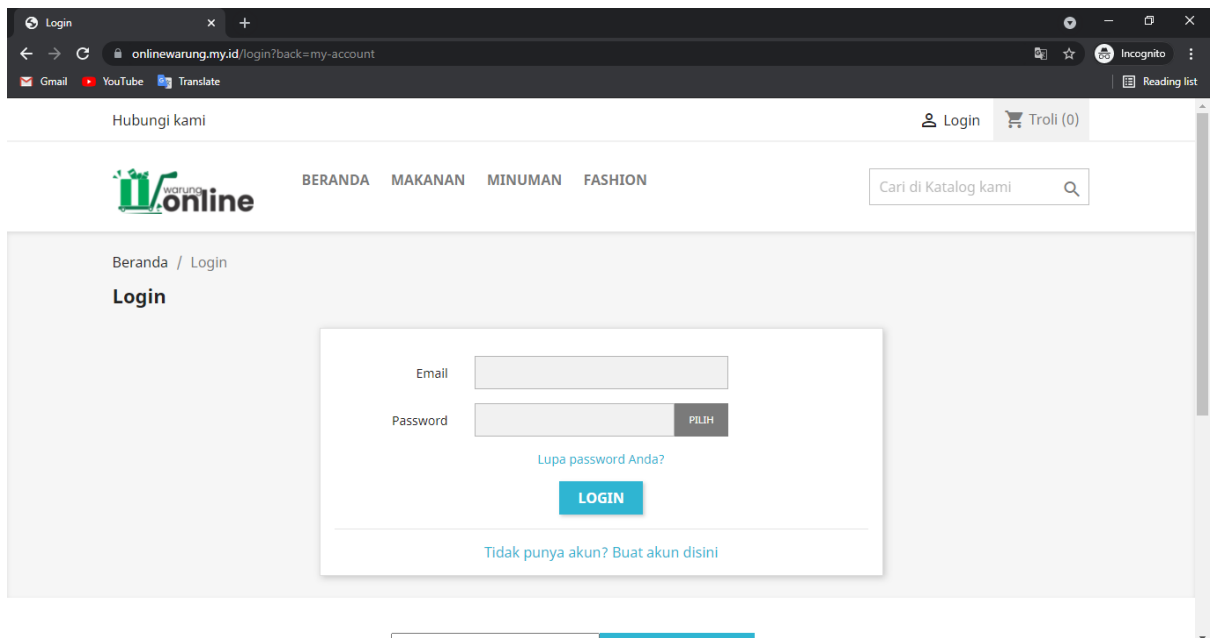 Login
onlinewarung.my.id/login?back=my-account
Incognito
Gmail YouTube Translate Reading list
Hubungi kami Login Troli (0)
warung
online
BERANDA MAKANAN MINUMAN FASHION Cari di Katalog kami
Beranda / Login
Login
Email
Password PILIH
Lupa password Anda?
LOGIN
Tidak punya akun? Buat akun disini